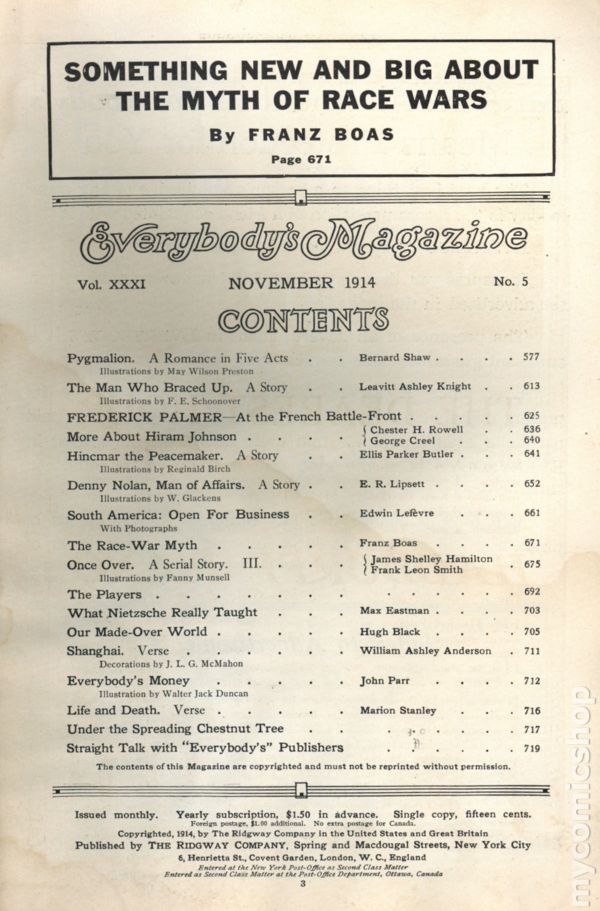 SOMETHING NEW AND BIG ABOUT
THE MYTH OF RACE WARS
By FRANZ BOAS
Page 671
Everybody's Magazine
Vol. XXXI NOVEMBER 1914 No. 5
CONTENTS
Pygmalion. A Romance in Five Acts . . Bernard Shaw . . . . 577
Illustrations by May Wilson Preston
The Man Who Braced Up. A Story . . Leavitt Ashley Knight . . 613
Illustrations by F. E. Schoonover
FREDERICK PALMER—At the French Battle-Front . . . . . 625
More About Hiram Johnson . . . . . { Chester H. Rowell . . 636
{ George Creel . . . 640
Hincmar the Peacemaker. A Story . . Ellis Parker Butler . . . 641
Illustrations by Reginald Birch
Denny Nolan, Man of Affairs. A Story . . E. R. Lipsett . . . . 652
Illustrations by W. Glackens
South America: Open For Business . . Edwin Lefèvre . . . 661
With Photographs
The Race-War Myth . . . . . Franz Boas . . . . 671
Once Over. A Serial Story. III. . . . { James Shelley Hamilton . 675
{ Frank Leon Smith
Illustrations by Fanny Munsell
The Players . . . . . . . . . . . . 692
What Nietzsche Really Taught . . . Max Eastman . . . . 703
Our Made-Over World . . . . . Hugh Black . . . . 705
Shanghai. Verse . . . . . William Ashley Anderson . 711
Decorations by J. L. G. McMahon
Everybody's Money . . . . . John Parr . . . . 712
Illustration by Walter Jack Duncan
Life and Death. Verse . . . . . Marion Stanley . . . 716
Under the Spreading Chestnut Tree . . . . . . . 717
Straight Talk with "Everybody's" Publishers . . . . . . 719
The contents of this Magazine are copyrighted and must not be reprinted without permission.
Issued monthly. Yearly subscription, $1.50 in advance. Single copy, fifteen cents.
Foreign postage, $1.00 additional. No extra postage for Canada.
Copyrighted, 1914, by The Ridgway Company in the United States and Great Britain
Published by THE RIDGWAY COMPANY, Spring and Macdougal Streets, New York City
6, Henrietta St., Covent Garden, London, W. C., England
Entered at the New York Post-Office as Second Class Matter
Entered as Second Class Matter at the Post-Office Department, Ottawa, Canada
3
mycomicshop